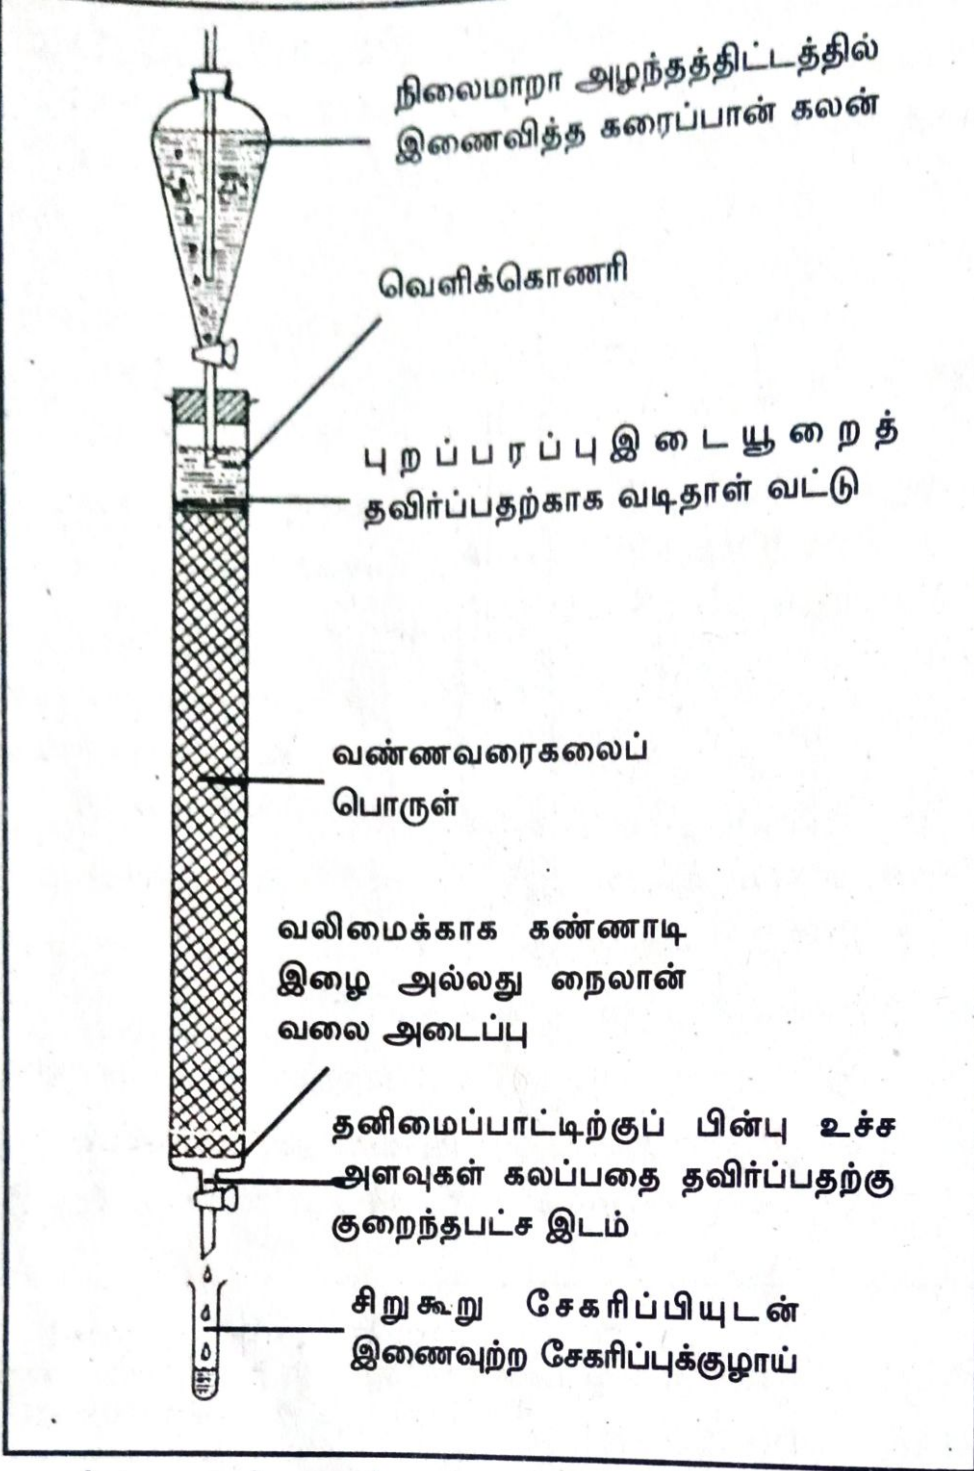 நிலைமாறா அழந்தத்திட்டத்தில்
இணைவித்த கரைப்பான் கலன்
வெளிக்கொணரி
புறப்பரப்புஇடையூறைத்
தவிர்ப்பதற்காக வடிதாள் வட்டு
வண்ணவரைகலைப்
பொருள்
வலிமைக்காக கண்ணாடி
இழை அல்லது நைலான்
வலை அடைப்பு
தனிமைப்பாட்டிற்குப் பின்பு உச்ச
அளவுகள் கலப்பதை தவிர்ப்பதற்கு
குறைந்தபட்ச இடம்
சிறுகூறு சேகரிப்பியுடன்
இணைவுற்ற சேகரிப்புக்குழாய்